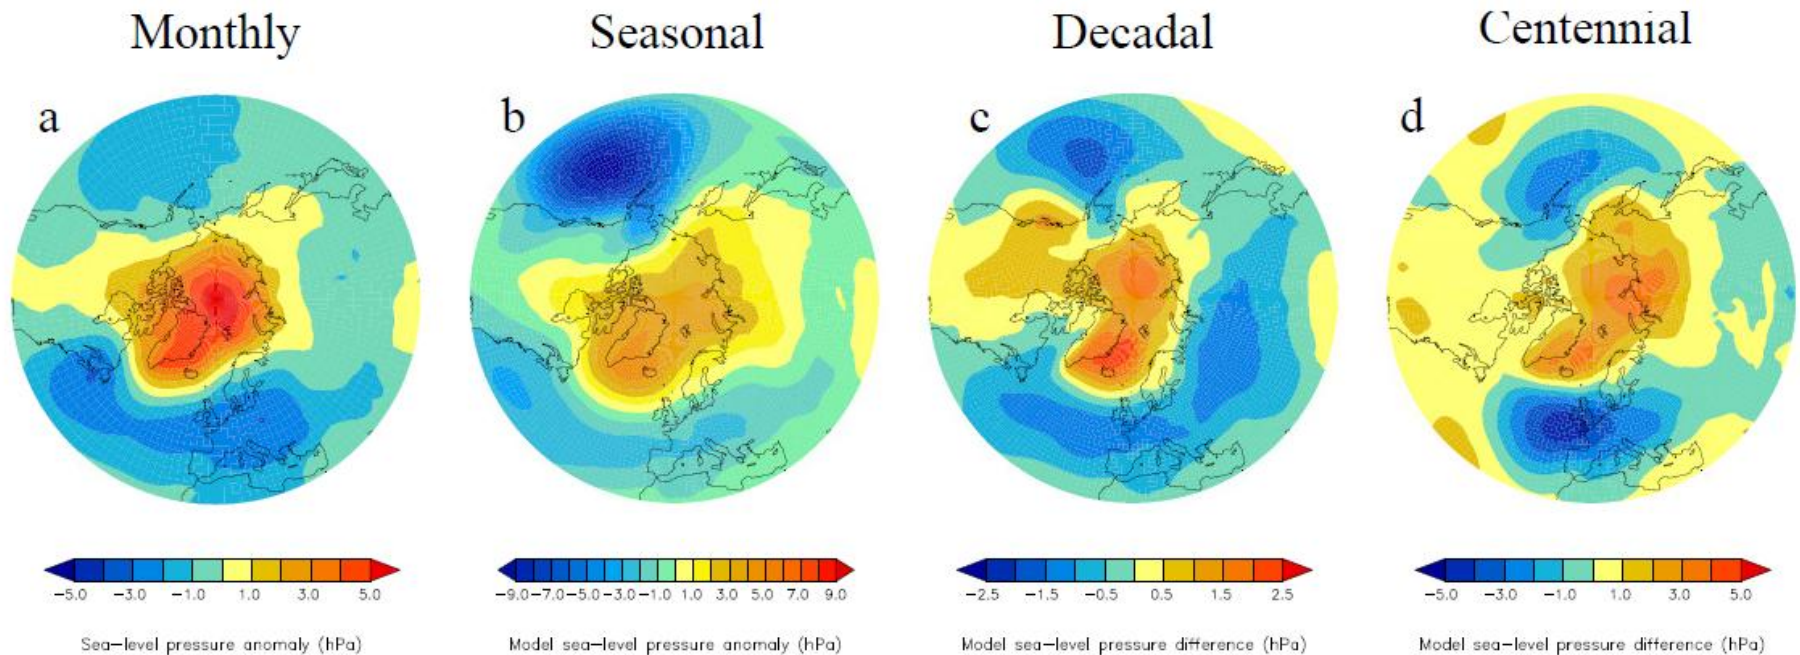 Monthly Seasonal Decadal Centennial
a b c d
−5.0 −3.0 −1.0 1.0 3.0 5.0 −9.0 −7.0 −5.0 −3.0 −1.0 1.0 3.0 5.0 7.0 9.0 −2.5 −1.5 −0.5 0.5 1.5 2.5 −5.0 −3.0 −1.0 1.0 3.0 5.0
Sea−level pressure anomaly (hPa) Model sea−level pressure anomaly (hPa) Model sea−level pressure difference (hPa) Model sea−level pressure difference (hPa)